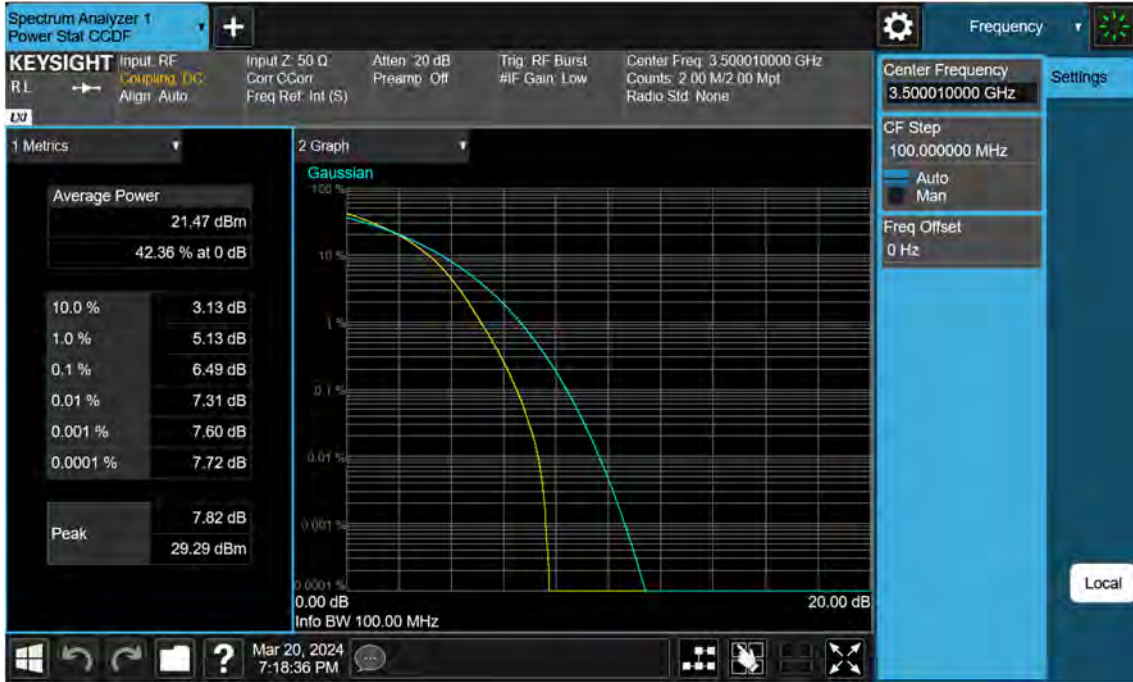 Spectrum Analyzer 1
Power Stat CCDF
Frequency
KEYSIGHT
RL
LXI
Input: RF
Coupling: DC
Align: Auto
Input Z: 50 Ω
Corr CCorr
Freq Ref: Int (S)
Atten: 20 dB
Preamp: Off
Trig: RF Burst
#IF Gain: Low
Center Freq: 3.500010000 GHz
Counts: 2.00 M/2.00 Mpt
Radio Std: None
Center Frequency
3.500010000 GHz
Settings
CF Step
100.000000 MHz
Auto
Man
Freq Offset
0 Hz
1 Metrics
Average Power
21.47 dBm
42.36 % at 0 dB
10.0 % 3.13 dB
1.0 % 5.13 dB
0.1 % 6.49 dB
0.01 % 7.31 dB
0.001 % 7.60 dB
0.0001 % 7.72 dB
Peak
7.82 dB
29.29 dBm
2 Graph
Gaussian
100 %
10 %
1 %
0.1 %
0.01 %
0.001 %
0.0001 %
0.00 dB 20.00 dB
Info BW 100.00 MHz
Local
?
Mar 20, 2024
7:18:36 PM